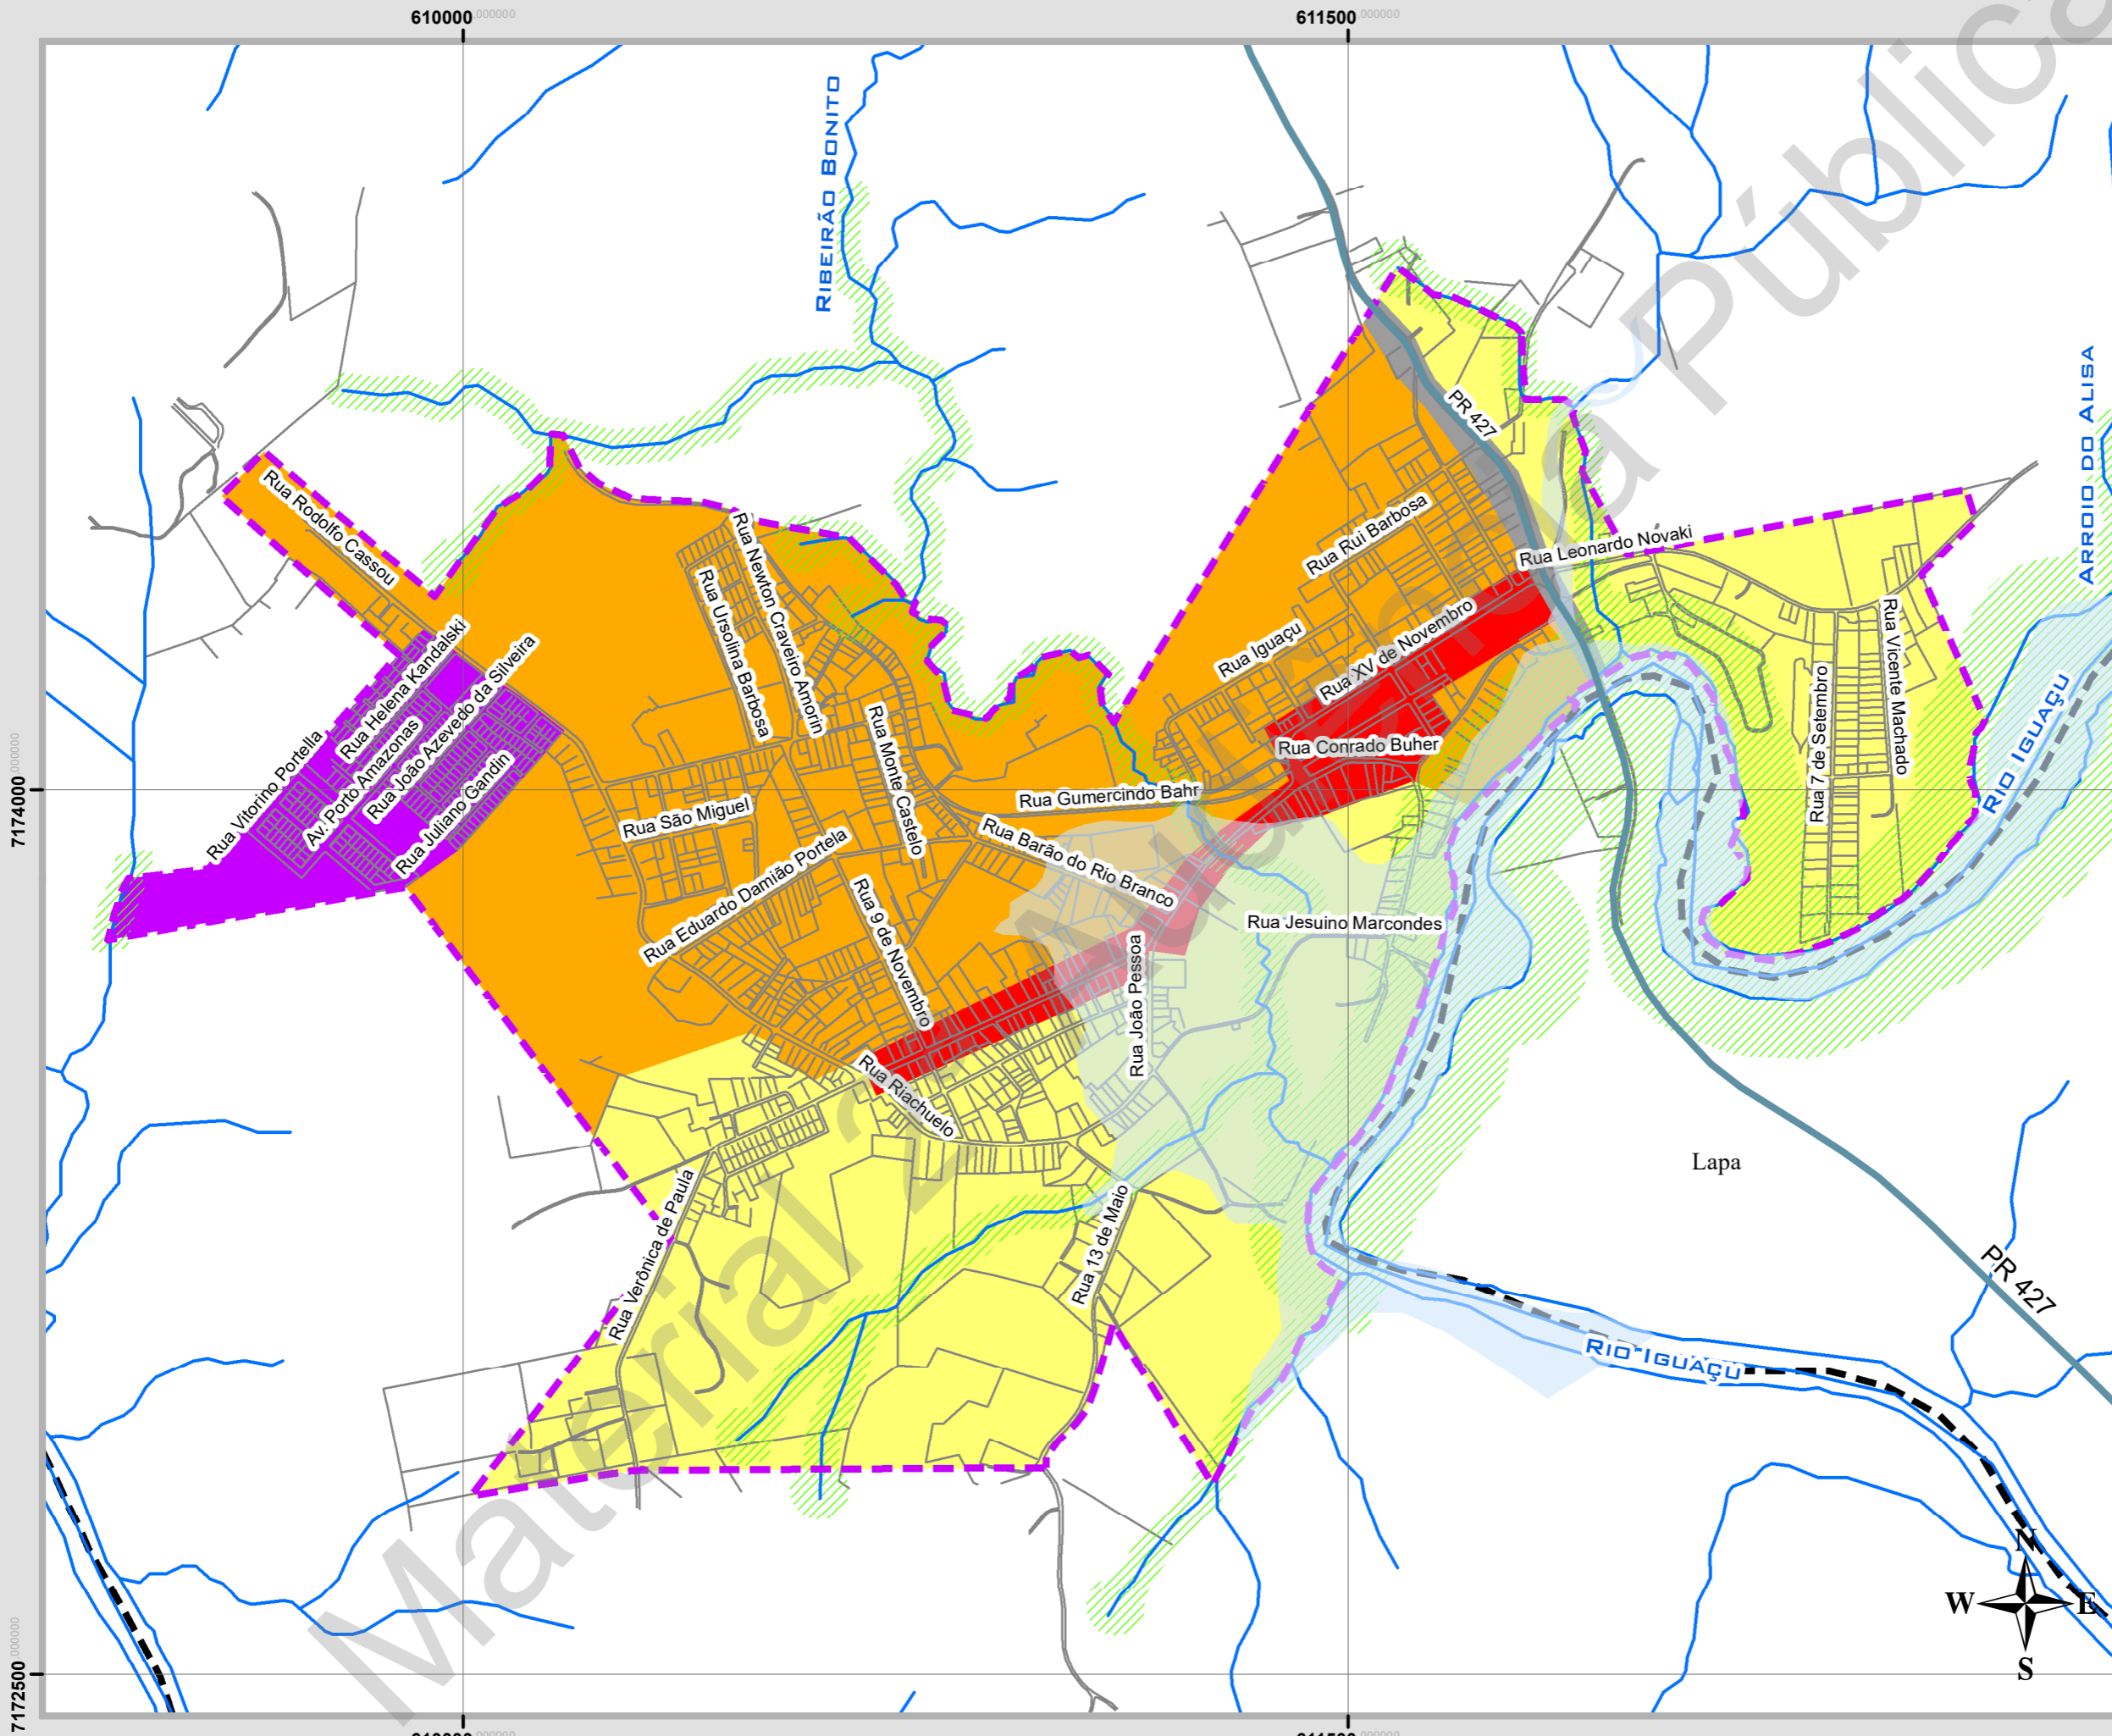 610000,000000
611500,000000
RIBEIRÃO BONITO
ARROIO DO ALISA
PR 427
Rua Rodolfo Cassou
Rua Newton Craveiro Amorin
Rua Rui Barbosa
Rua Leonardo Novaki
Rua Ursolina Barbosa
Rua Helena Kandalski
Rua Iguaçu
Rua XV de Novembro
Rua Vicente Machado
Rua João Azevedo da Silveira
Rua 7 de Setembro
RIO IGUAÇU
Rua Vitorino Portella
Av. Porto Amazonas
Rua Monte Castelo
Rua Conrado Buher
Rua Juliano Gandin
Rua Gumercindo Bahr
7174000,000000
Rua São Miguel
Rua Barão do Rio Branco
Rua Eduardo Damião Portela
Rua 9 de Novembro
Rua Jesuino Marcondes
Rua João Pessoa
Rua Riachuelo
Lapa
Rua Verônica de Paula
Rua 13 de Maio
PR 427
RIO IGUAÇU
N
W
E
S
7172500,000000
Material